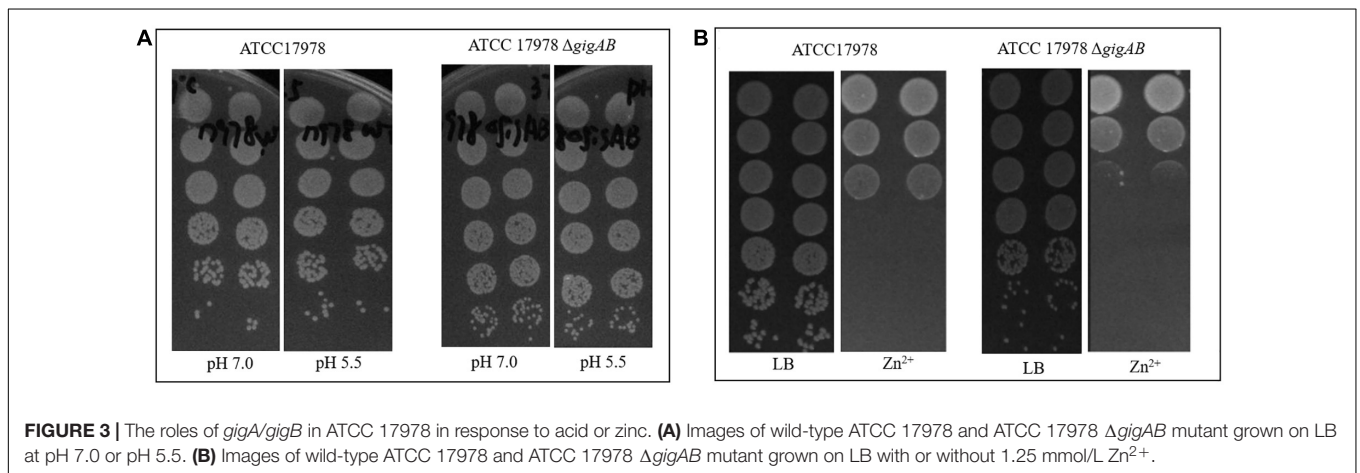 A
ATCC17978
ATCC 17978 ΔgigAB
pH 7.0
pH 5.5
pH 7.0
pH 5.5
B
ATCC17978
ATCC 17978 ΔgigAB
LB
Zn²⁺
LB
Zn²⁺
FIGURE 3 | The roles of gigA/gigB in ATCC 17978 in response to acid or zinc. (A) Images of wild-type ATCC 17978 and ATCC 17978 ΔgigAB mutant grown on LB
at pH 7.0 or pH 5.5. (B) Images of wild-type ATCC 17978 and ATCC 17978 ΔgigAB mutant grown on LB with or without 1.25 mmol/L Zn²⁺.